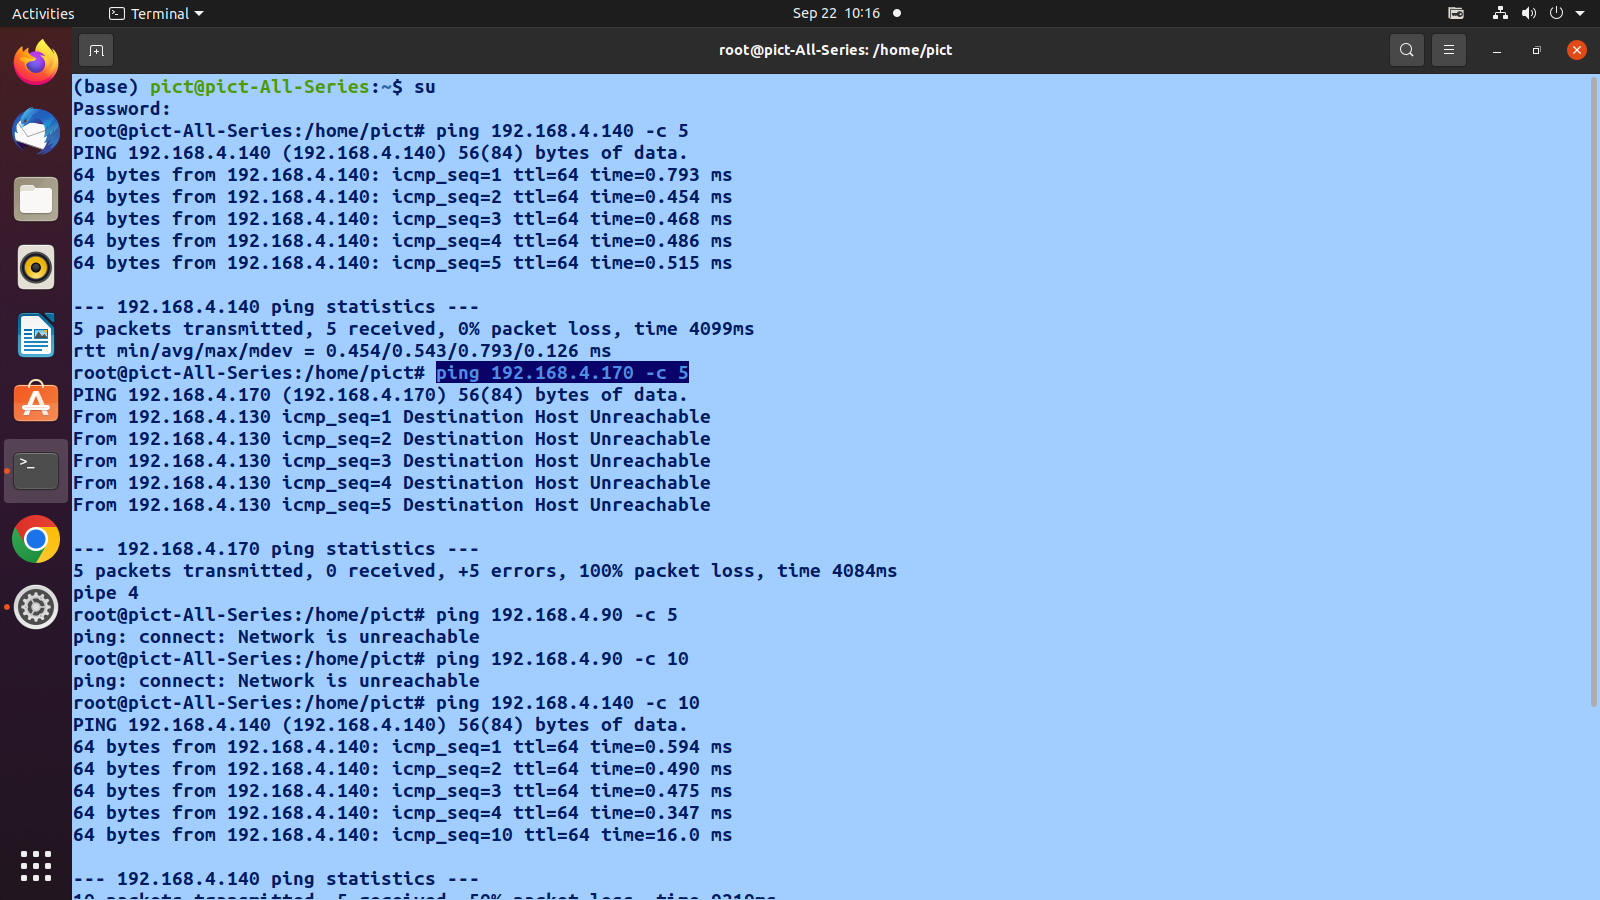 Activities
Terminal
Sep 22 10:16
root@pict-All-Series: /home/pict
(base) pict@pict-All-Series:~$ su
Password:
root@pict-All-Series:/home/pict# ping 192.168.4.140 -c 5
PING 192.168.4.140 (192.168.4.140) 56(84) bytes of data.
64 bytes from 192.168.4.140: icmp_seq=1 ttl=64 time=0.793 ms
64 bytes from 192.168.4.140: icmp_seq=2 ttl=64 time=0.454 ms
64 bytes from 192.168.4.140: icmp_seq=3 ttl=64 time=0.468 ms
64 bytes from 192.168.4.140: icmp_seq=4 ttl=64 time=0.486 ms
64 bytes from 192.168.4.140: icmp_seq=5 ttl=64 time=0.515 ms
--- 192.168.4.140 ping statistics ---
5 packets transmitted, 5 received, 0% packet loss, time 4099ms
rtt min/avg/max/mdev = 0.454/0.543/0.793/0.126 ms
root@pict-All-Series:/home/pict# ping 192.168.4.170 -c 5
PING 192.168.4.170 (192.168.4.170) 56(84) bytes of data.
From 192.168.4.130 icmp_seq=1 Destination Host Unreachable
From 192.168.4.130 icmp_seq=2 Destination Host Unreachable
From 192.168.4.130 icmp_seq=3 Destination Host Unreachable
From 192.168.4.130 icmp_seq=4 Destination Host Unreachable
From 192.168.4.130 icmp_seq=5 Destination Host Unreachable
--- 192.168.4.170 ping statistics ---
5 packets transmitted, 0 received, +5 errors, 100% packet loss, time 4084ms
pipe 4
root@pict-All-Series:/home/pict# ping 192.168.4.90 -c 5
ping: connect: Network is unreachable
root@pict-All-Series:/home/pict# ping 192.168.4.90 -c 10
ping: connect: Network is unreachable
root@pict-All-Series:/home/pict# ping 192.168.4.140 -c 10
PING 192.168.4.140 (192.168.4.140) 56(84) bytes of data.
64 bytes from 192.168.4.140: icmp_seq=1 ttl=64 time=0.594 ms
64 bytes from 192.168.4.140: icmp_seq=2 ttl=64 time=0.490 ms
64 bytes from 192.168.4.140: icmp_seq=3 ttl=64 time=0.475 ms
64 bytes from 192.168.4.140: icmp_seq=4 ttl=64 time=0.347 ms
64 bytes from 192.168.4.140: icmp_seq=10 ttl=64 time=16.0 ms
--- 192.168.4.140 ping statistics ---
10 packets transmitted, 5 received, 50% packet loss, time